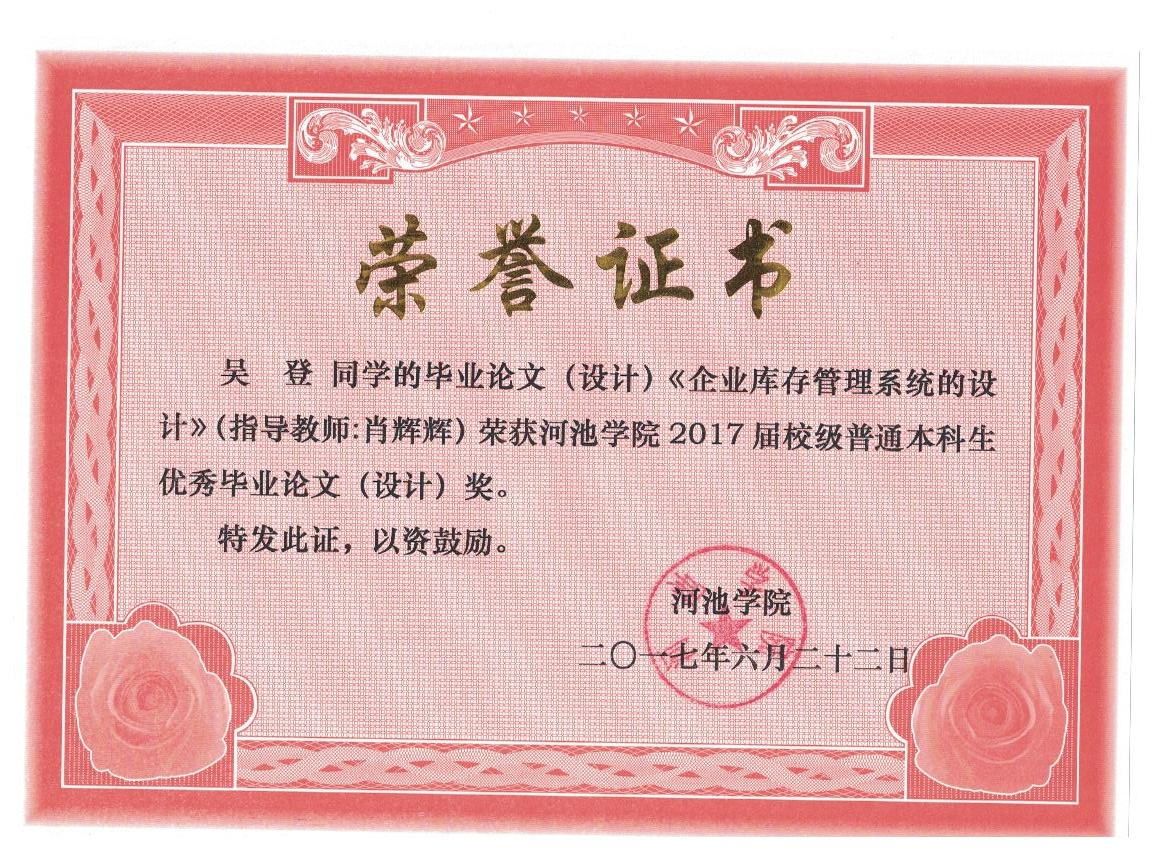 荣誉证书
吴 登 同学的毕业论文（设计）《企业库存管理系统的设
计》（指导教师:肖辉辉）荣获河池学院 2017 届校级普通本科生
优秀毕业论文（设计）奖。
特发此证，以资鼓励。
河池学院
二〇一七年六月二十二日
河池学院